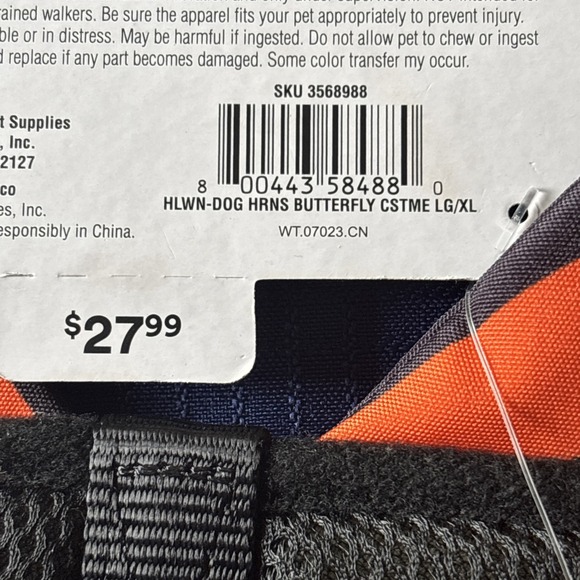 rained walkers. Be sure the apparel fits your pet appropriately to prevent injury.
ble or in distress. May be harmful if ingested. Do not allow pet to chew or ingest
d replace if any part becomes damaged. Some color transfer my occur.
SKU 3568988
t Supplies
, Inc.
2127
co
es, Inc.
esponsibly in China.
8 00443 58488 0
HLWN-DOG HRNS BUTTERFLY CSTME LG/XL
WT.07023.CN
$27.99